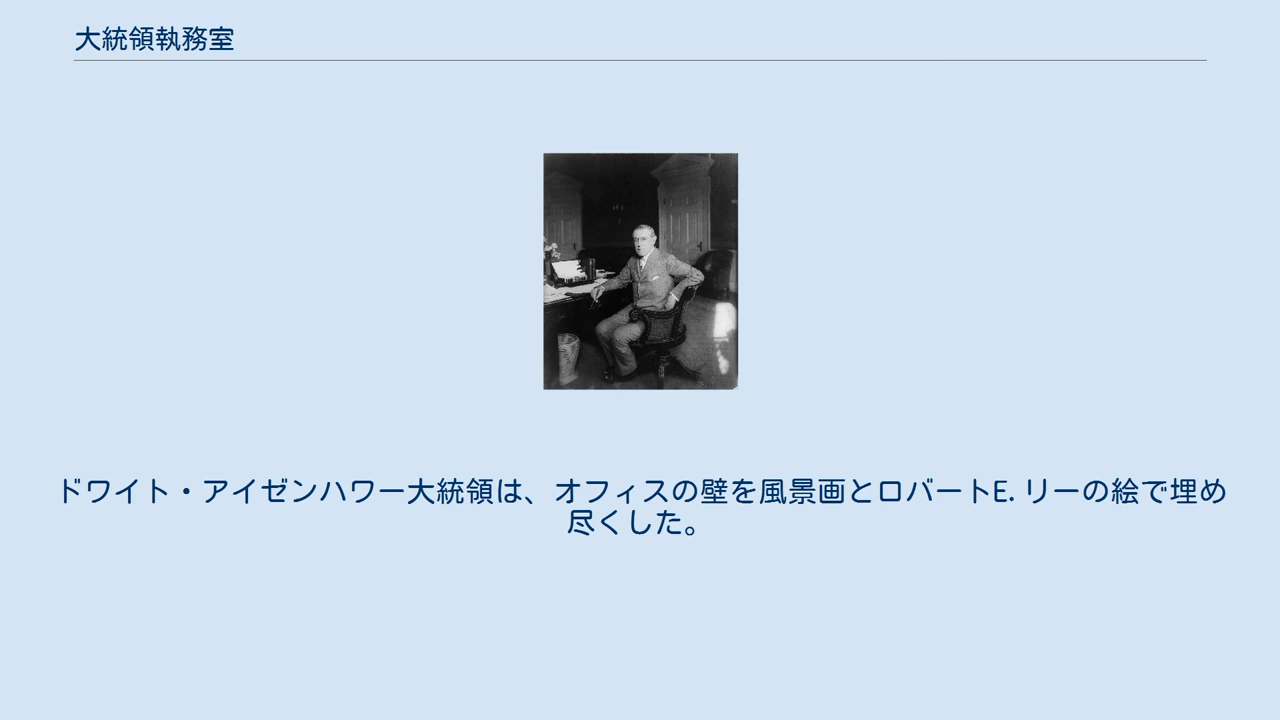 大統領執務室
ドワイト・アイゼンハワー大統領は、オフィスの壁を風景画とロバートE. リーの絵で埋め
尽くした。